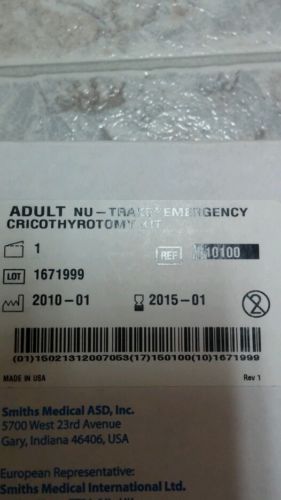 ADULT NU-TRAKE EMERGENCY
CRICOTHYROTOMY KIT
1
REF
10100
LOT 1671999
2010-01
2015-01
2
(01)15021312007053(17)150100(10)1671999
MADE IN USA
Rev 1
Smiths Medical ASD, Inc.
5700 West 23rd Avenue
Gary, Indiana 46406, USA
European Representative:
Smiths Medical International Ltd.